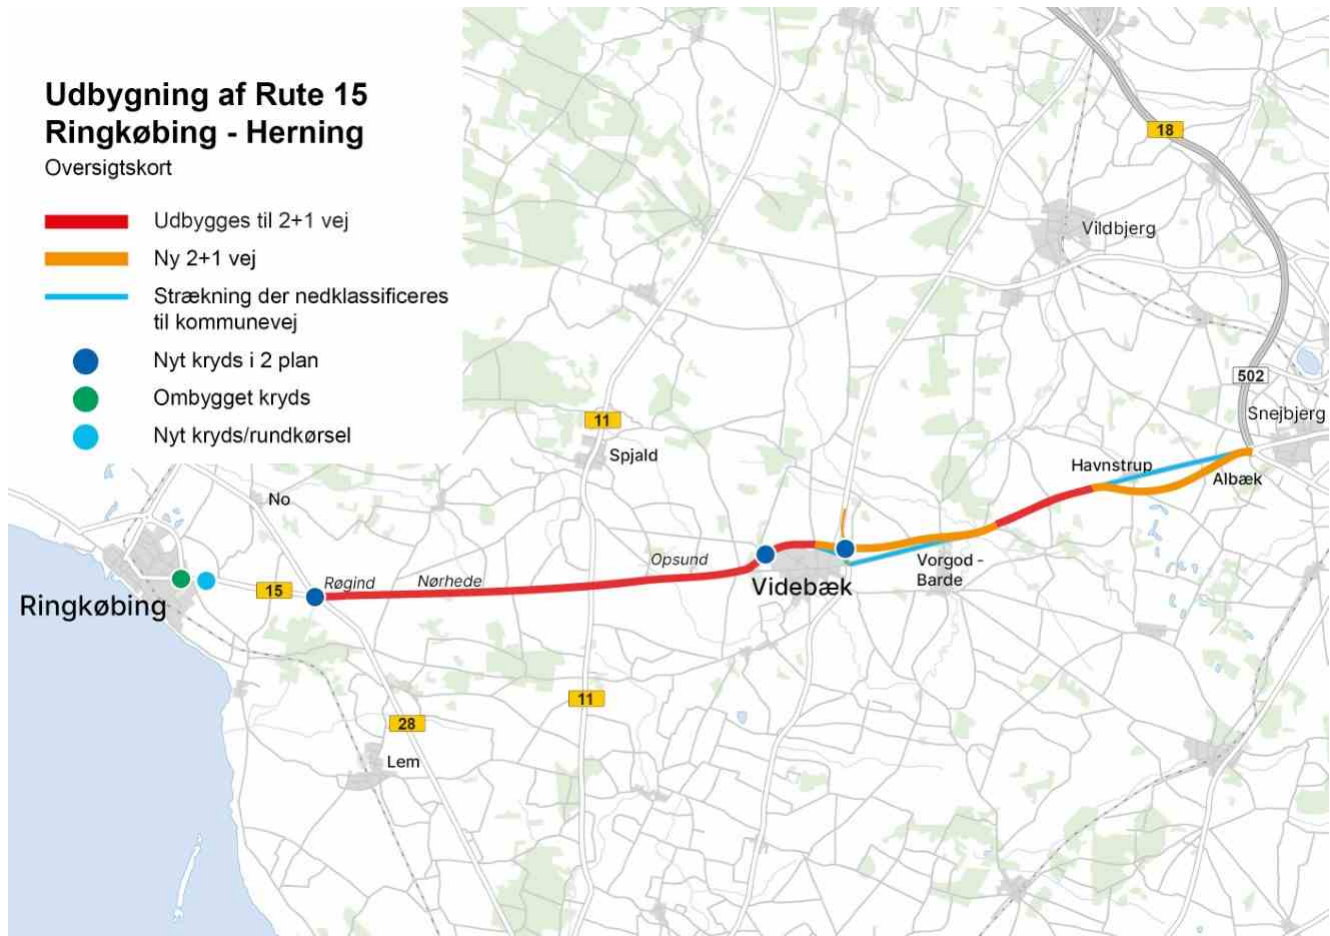 Udbygning af Rute 15
Ringkøbing - Herning
Oversigtskort
Udbygges til 2+1 vej
Ny 2+1 vej
Strækning der nedklassificeres
til kommunevej
Nyt kryds i 2 plan
Ombygget kryds
Nyt kryds/rundkørsel
18
Vildbjerg
502
Snejbjerg
11
Spjald
Havnstrup
Albæk
No
Opsund
Vorgod -
Barde
Røgind
Nørhede
Videbæk
15
Ringkøbing
11
28
Lem